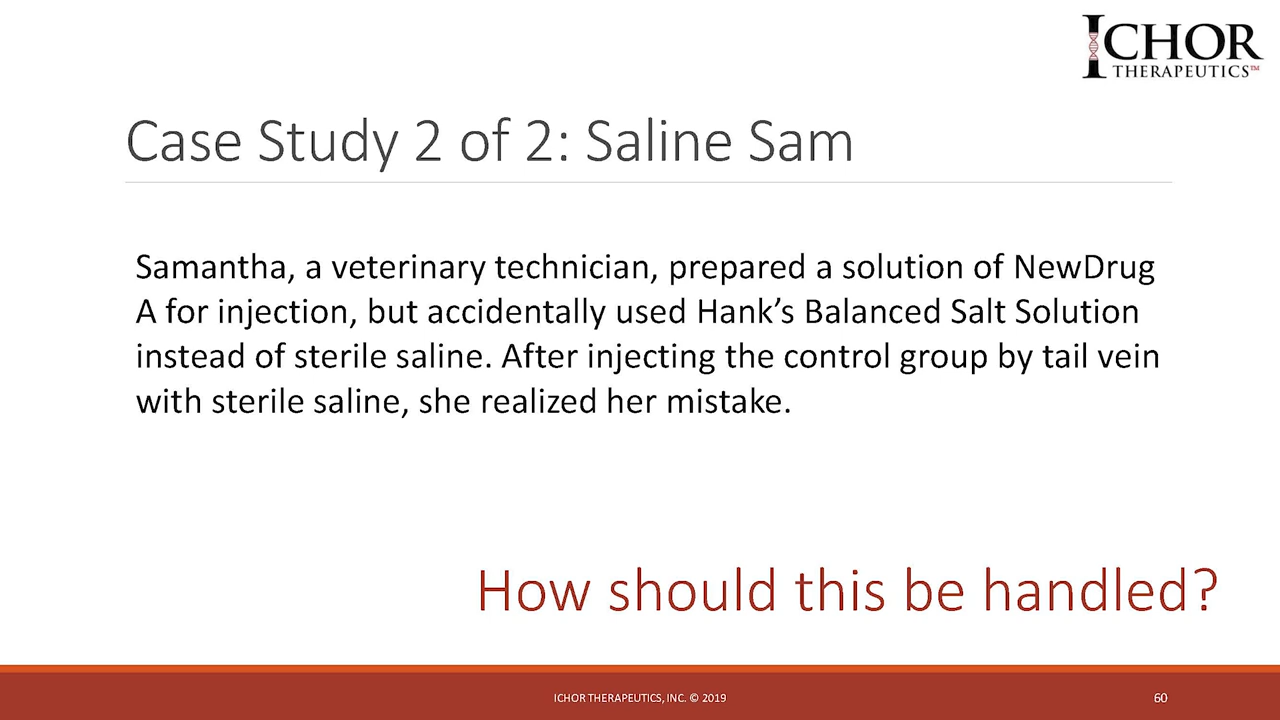 ICHOR
THERAPEUTICS™
Case Study 2 of 2: Saline Sam
Samantha, a veterinary technician, prepared a solution of NewDrug
A for injection, but accidentally used Hank’s Balanced Salt Solution
instead of sterile saline. After injecting the control group by tail vein
with sterile saline, she realized her mistake.
How should this be handled?
ICHOR THERAPEUTICS, INC. © 2019
60